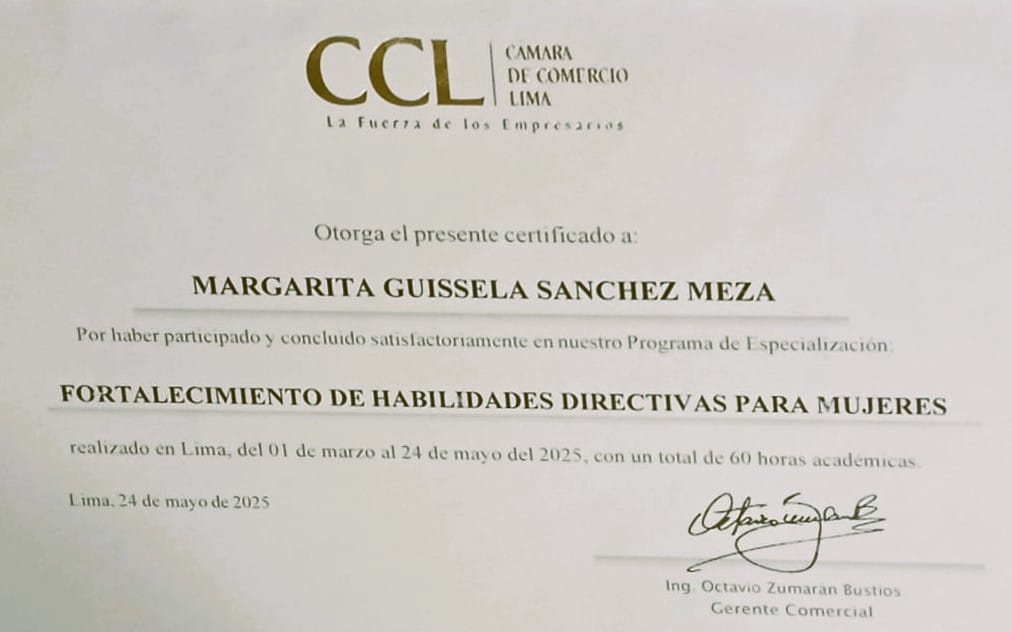 CCL
CÁMARA
DE COMERCIO
LIMA
La Fuerza de los Empresarios
Otorga el presente certificado a:
MARGARITA GUISSELA SANCHEZ MEZA
Por haber participado y concluido satisfactoriamente en nuestro Programa de Especialización:
FORTALECIMIENTO DE HABILIDADES DIRECTIVAS PARA MUJERES
realizado en Lima, del 01 de marzo al 24 de mayo del 2025, con un total de 60 horas académicas.
Lima, 24 de mayo de 2025
Ing. Octavio Zumarán Bustios
Gerente Comercial